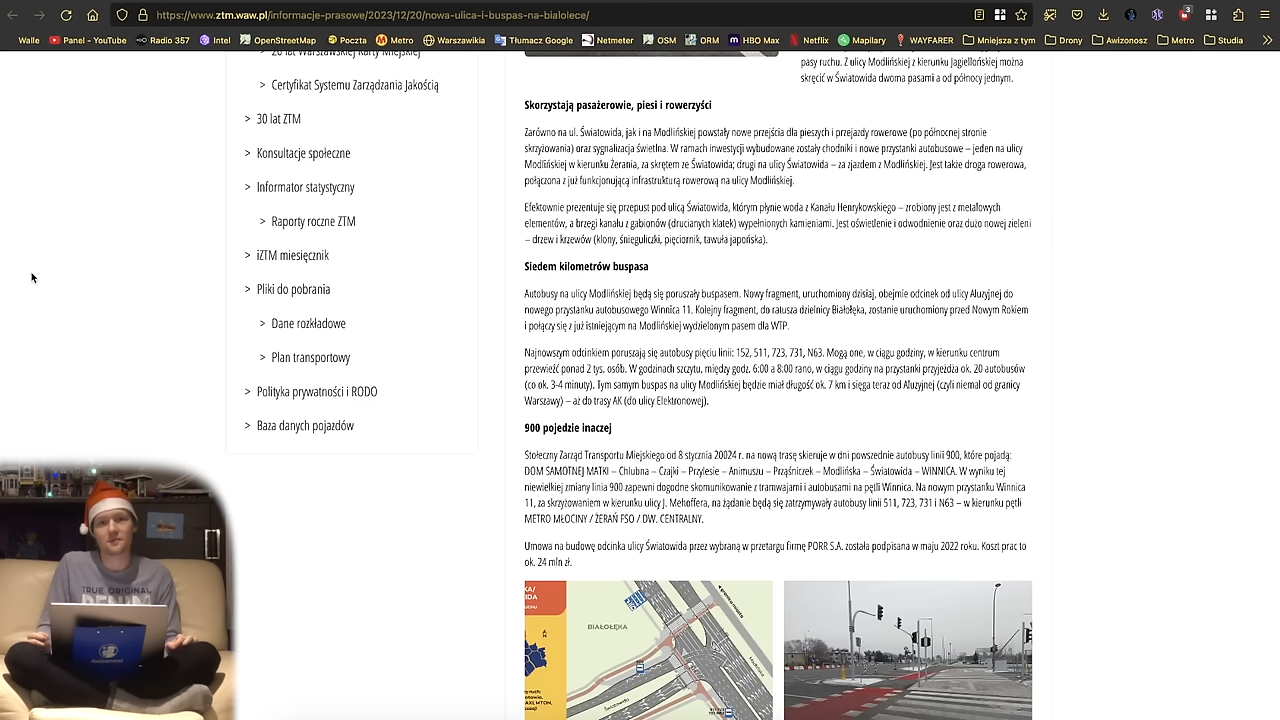 https://www.ztm.waw.pl/informacje-prasowe/2023/12/20/nowa-ulica-i-buspas-na-bialolece/
3
Walle Panel - YouTube Radio 357 Intel OpenStreetMap Poczta Metro Warszawikia Tłumacz Google Netmeter OSM ORM HBO Max Netflix Mapilary WAYFARER Mniejsza z tym Drony Awizonosz Metro Studia
> 20 lat Warszawskiej Karty Miejskiej
> Certyfikat Systemu Zarządzania Jakością
> 30 lat ZTM
> Konsultacje społeczne
> Informator statystyczny
> Raporty roczne ZTM
> iZTM miesięcznik
> Pliki do pobrania
> Dane rozkładowe
> Plan transportowy
> Polityka prywatności i RODO
> Baza danych pojazdów
pasy ruchu. Z ulicy Modlińskiej z kierunku Jagiellońskiej można
skręcić w Światowida dwoma pasami a od północy jednym.
Skorzystają pasażerowie, piesi i rowerzyści
Zarówno na ul. Światowida, jak i na Modlińskiej powstały nowe przejścia dla pieszych i przejazdy rowerowe (po północnej stronie
skrzyżowania) oraz sygnalizacja świetlna. W ramach inwestycji wybudowane zostały chodniki i nowe przystanki autobusowe – jeden na ulicy
Modlińskiej w kierunku Żerania, za skrętem ze Światowida; drugi na ulicy Światowida – za zjazdem z Modlińskiej. Jest także droga rowerowa,
połączona z już funkcjonującą infrastrukturą rowerową na ulicy Modlińskiej.
Efektownie prezentuje się przepust pod ulicą Światowida, którym płynie woda z Kanału Henrykowskiego – zrobiony jest z metalowych
elementów, a brzegi kanału z gabionów (drucianych klatek) wypełnionych kamieniami. Jest oświetlenie i odwodnienie oraz dużo nowej zieleni
– drzew i krzewów (klony, śnieguliczki, pięciornik, tawuła japońska).
Siedem kilometrów buspasa
Autobusy na ulicy Modlińskiej będą się poruszały buspasem. Nowy fragment, uruchomiony dzisiaj, obejmie odcinek od ulicy Aluzyjnej do
nowego przystanku autobusowego Winnica 11. Kolejny fragment, do ratusza dzielnicy Białołęka, zostanie uruchomiony przed Nowym Rokiem
i połączy się z już istniejącym na Modlińskiej wydzielonym pasem dla WTP.
Najnowszym odcinkiem poruszają się autobusy pięciu linii: 152, 511, 723, 731, N63. Mogą one, w ciągu godziny, w kierunku centrum
przewieźć ponad 2 tys. osób. W godzinach szczytu, między godz. 6:00 a 8:00 rano, w ciągu godziny na przystanki przyjeżdża ok. 20 autobusów
(co ok. 3-4 minuty). Tym samym buspas na ulicy Modlińskiej będzie miał długość ok. 7 km i sięga teraz od Aluzyjnej (czyli niemal od granicy
Warszawy) – aż do trasy AK (do ulicy Elektronowej).
900 pojedzie inaczej
Stołeczny Zarząd Transportu Miejskiego od 8 stycznia 20024 r. na nową trasę skieruje w dni powszednie autobusy linii 900, które pojadą:
DOM SAMOTNEJ MATKI – Chlubna – Czajki – Przylesie – Animuszu – Prząśniczek – Modlińska – Światowida – WINNICA. W wyniku tej
niewielkiej zmiany linia 900 zapewni dogodne skomunikowanie z tramwajami i autobusami na pętli Winnica. Na nowym przystanku Winnica
11, za skrzyżowaniem w kierunku ulicy J. Mehoffera, na żądanie będą się zatrzymywały autobusy linii 511, 723, 731 i N63 – w kierunku pętli
METRO MŁOCINY / ŻERAŃ FSO / DW. CENTRALNY.
Umowa na budowę odcinka ulicy Światowida przez wybraną w przetargu firmę PORR S.A. została podpisana w maju 2022 roku. Koszt prac to
ok. 24 mln zł.
BIAŁOŁĘKA
Światowida
Modlińska
TRUE ORIGINAL
DENIM